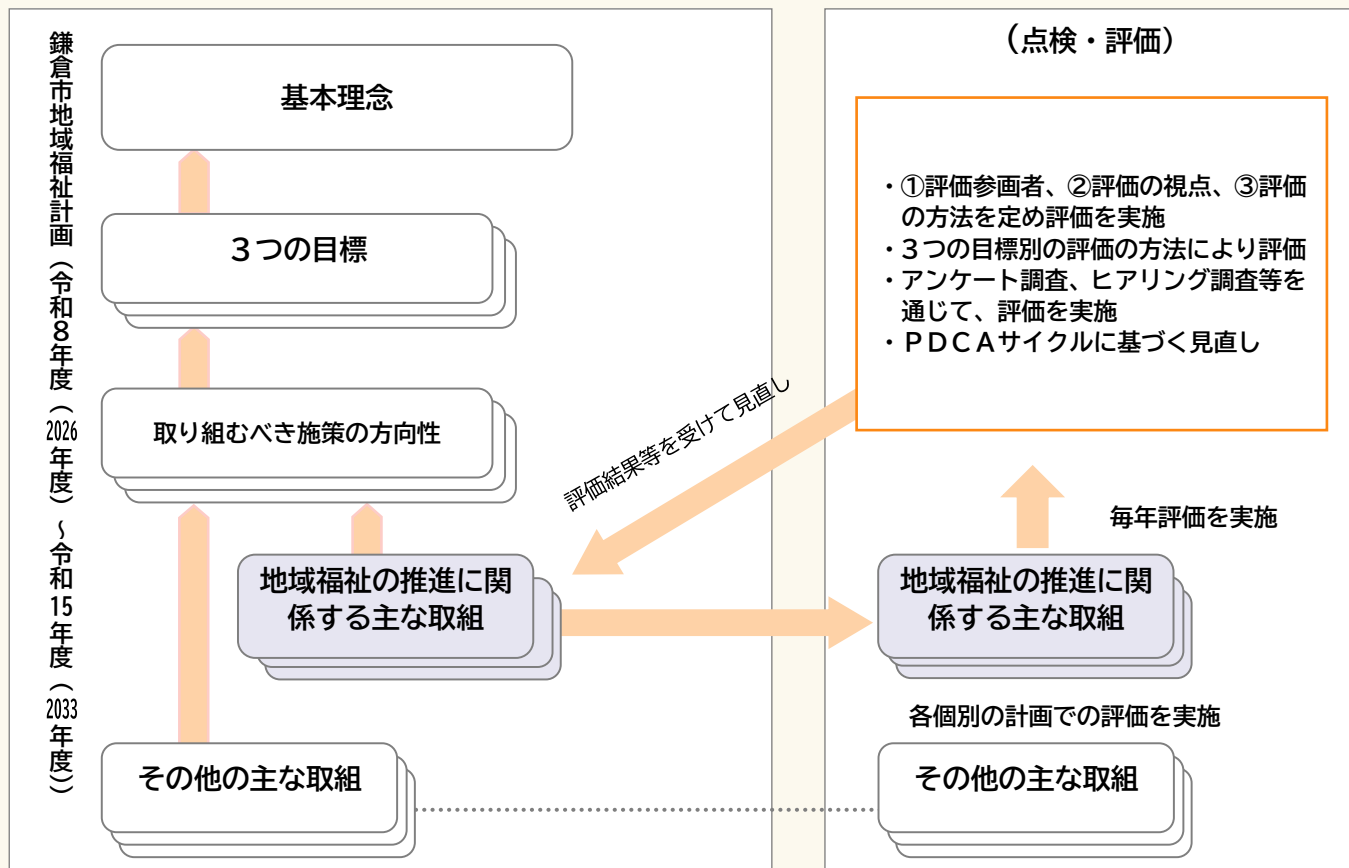 鎌倉市地域福祉計画（令和８年度（2026年度）～令和15年度（2033年度））
基本理念
３つの目標
取り組むべき施策の方向性
地域福祉の推進に関
係する主な取組
その他の主な取組
評価結果等を受けて見直し
（点検・評価）
・①評価参画者、②評価の視点、③評価
の方法を定め評価を実施
・３つの目標別の評価の方法により評価
・アンケート調査、ヒアリング調査等を
通じて、評価を実施
・ＰＤＣＡサイクルに基づく見直し
毎年評価を実施
地域福祉の推進に関
係する主な取組
各個別の計画での評価を実施
その他の主な取組